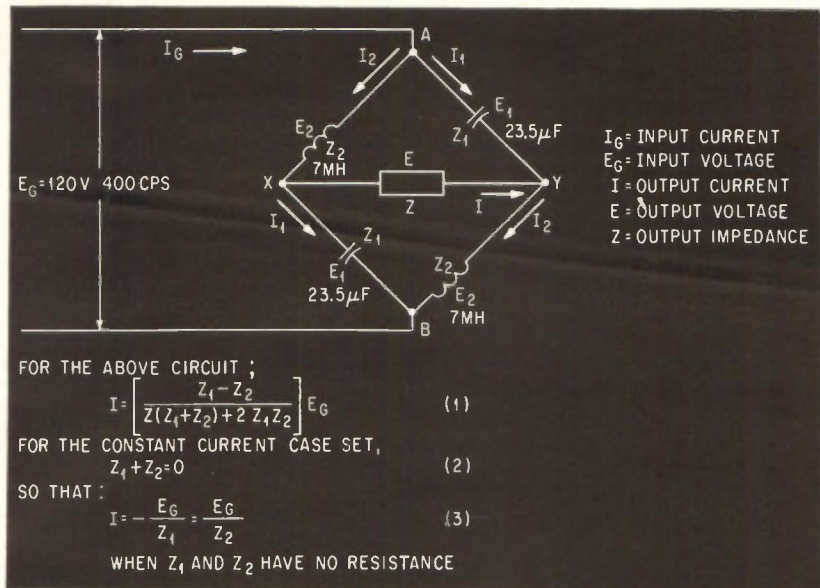 A
I_G
I_2
I_1
E_2
Z_2
7MH
E_1
Z_1
23.5µF
E_G=120V 400CPS
X
E
Z
I
Y
I_1
Z_1
E_1
23.5µF
I_2
Z_2
E_2
7MH
B
I_G=INPUT CURRENT
E_G=INPUT VOLTAGE
I=OUTPUT CURRENT
E=OUTPUT VOLTAGE
Z=OUTPUT IMPEDANCE
FOR THE ABOVE CIRCUIT ;
I=[(Z_1-Z_2)/(Z(Z_1+Z_2)+2 Z_1Z_2)]E_G (1)
FOR THE CONSTANT CURRENT CASE SET,
Z_1+Z_2=0 (2)
SO THAT:
I=-E_G/Z_1=E_G/Z_2 (3)
WHEN Z_1 AND Z_2 HAVE NO RESISTANCE